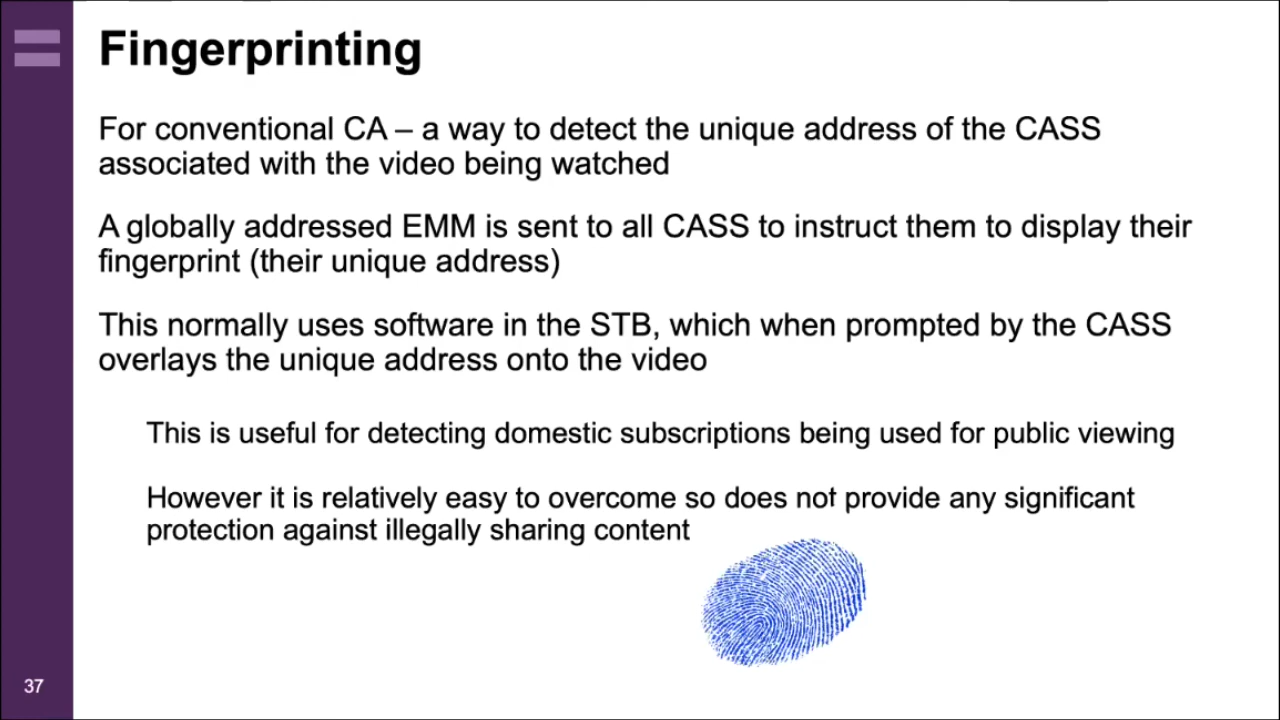 Fingerprinting
For conventional CA – a way to detect the unique address of the CASS
associated with the video being watched
A globally addressed EMM is sent to all CASS to instruct them to display their
fingerprint (their unique address)
This normally uses software in the STB, which when prompted by the CASS
overlays the unique address onto the video
This is useful for detecting domestic subscriptions being used for public viewing
However it is relatively easy to overcome so does not provide any significant
protection against illegally sharing content
37